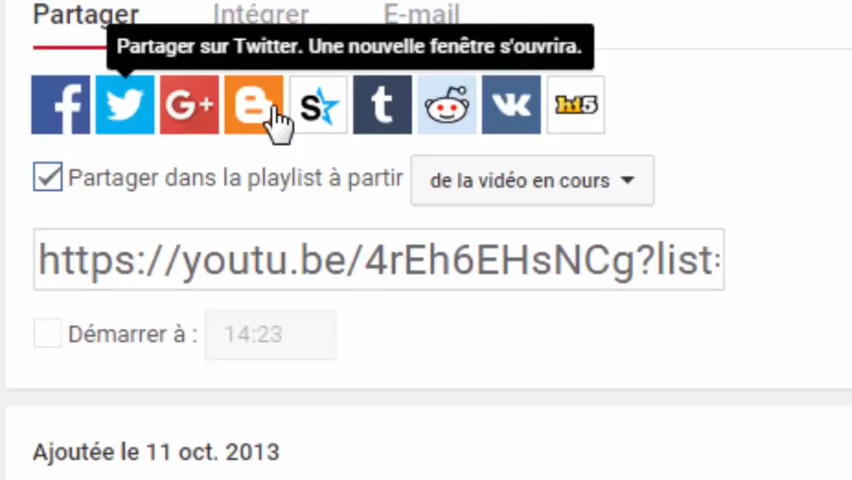 Partager Intégrer E-mail
Partager sur Twitter. Une nouvelle fenêtre s'ouvrira.
f G+ B S t VK hi5
Partager dans la playlist à partir de la vidéo en cours
https://youtu.be/4rEh6EHsNCg?list=
Démarrer à : 14:23
Ajoutée le 11 oct. 2013